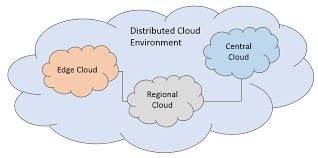 Distributed Cloud
Environment
Edge Cloud
Regional
Cloud
Central
Cloud